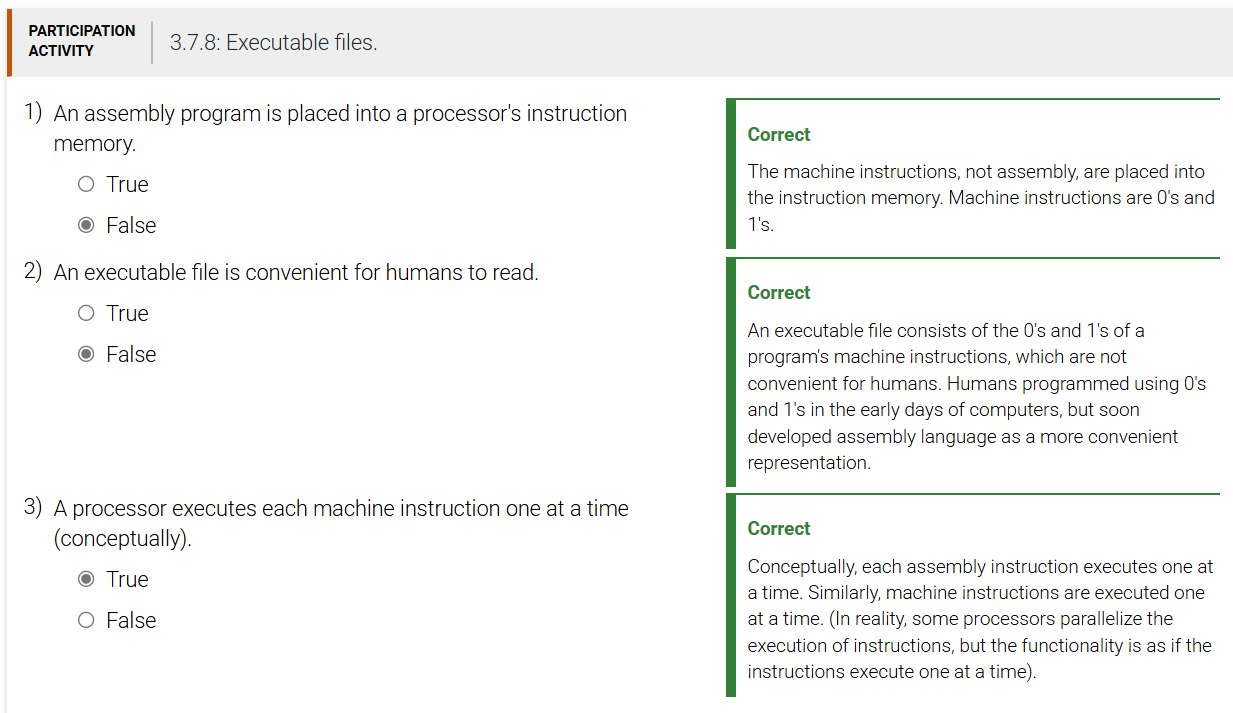 PARTICIPATION
ACTIVITY
3.7.8: Executable files.
1) An assembly program is placed into a processor's instruction
memory.
True
False
Correct
The machine instructions, not assembly, are placed into
the instruction memory. Machine instructions are 0's and
1's.
2) An executable file is convenient for humans to read.
True
False
Correct
An executable file consists of the 0's and 1's of a
program's machine instructions, which are not
convenient for humans. Humans programmed using 0's
and 1's in the early days of computers, but soon
developed assembly language as a more convenient
representation.
3) A processor executes each machine instruction one at a time
(conceptually).
True
False
Correct
Conceptually, each assembly instruction executes one at
a time. Similarly, machine instructions are executed one
at a time. (In reality, some processors parallelize the
execution of instructions, but the functionality is as if the
instructions execute one at a time).